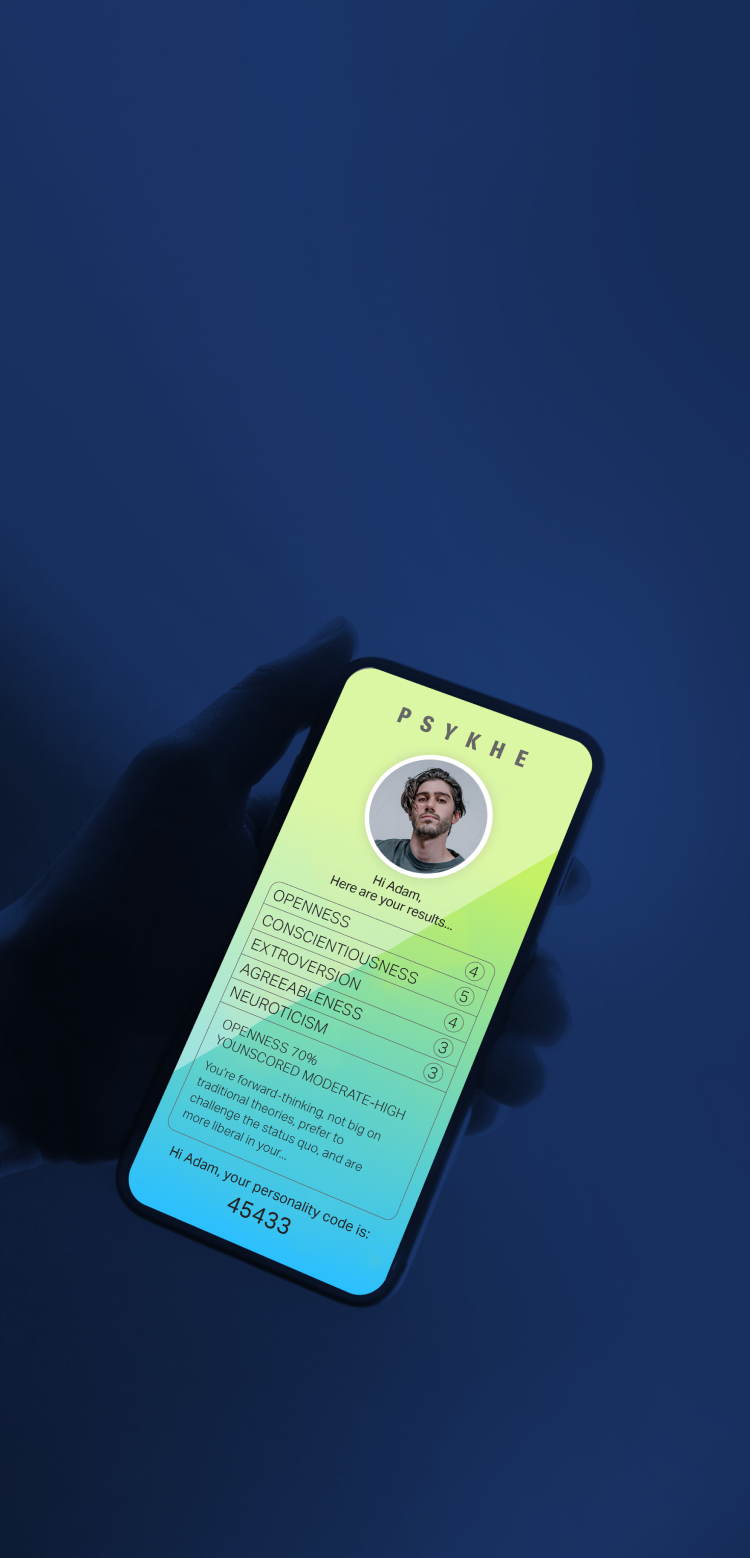 PSYKHE
Hi Adam,
Here are your results...
OPENNESS 4
CONSCIENTIOUSNESS 5
EXTROVERSION 4
AGREEABLENESS 3
NEUROTICISM 3
OPENNESS 70%
YOUNSCORED MODERATE-HIGH
You're forward-thinking, not big on
traditional theories, prefer to
challenge the status quo, and are
more liberal in your...
Hi Adam, your personality code is:
45433